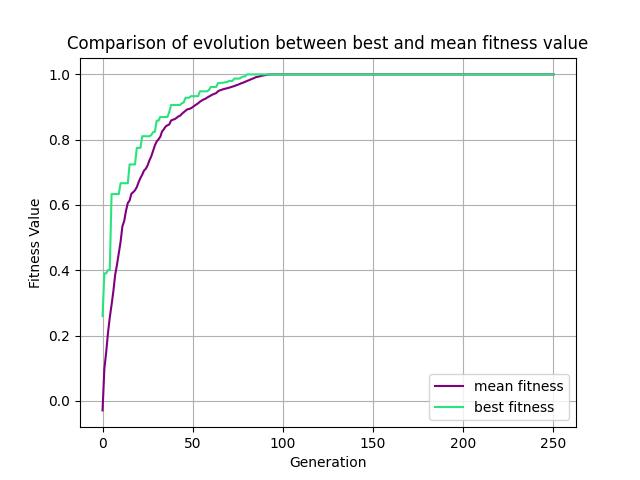 Comparison of evolution between best and mean fitness value
1.0
0.8
0.6
0.4
0.2
0.0
Fitness Value
mean fitness
best fitness
0 50 100 150 200 250
Generation